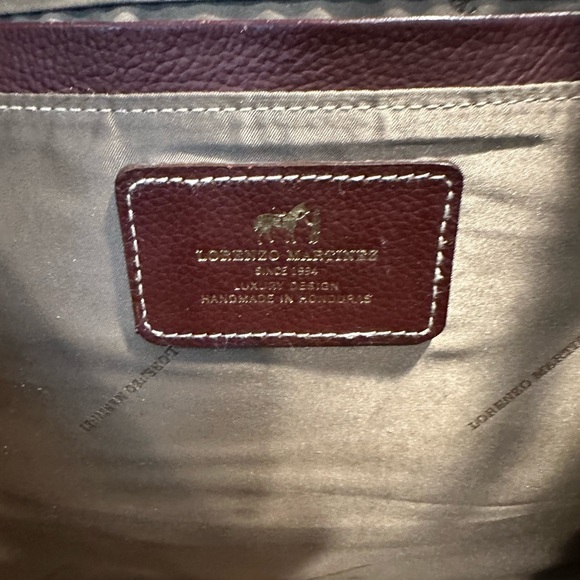 LORENZO MARTINEZ
SINCE 1994
LUXURY DESIGN
HANDMADE IN HONDURAS
LORENZO MARTINEZ
LORENZO MARTINEZ